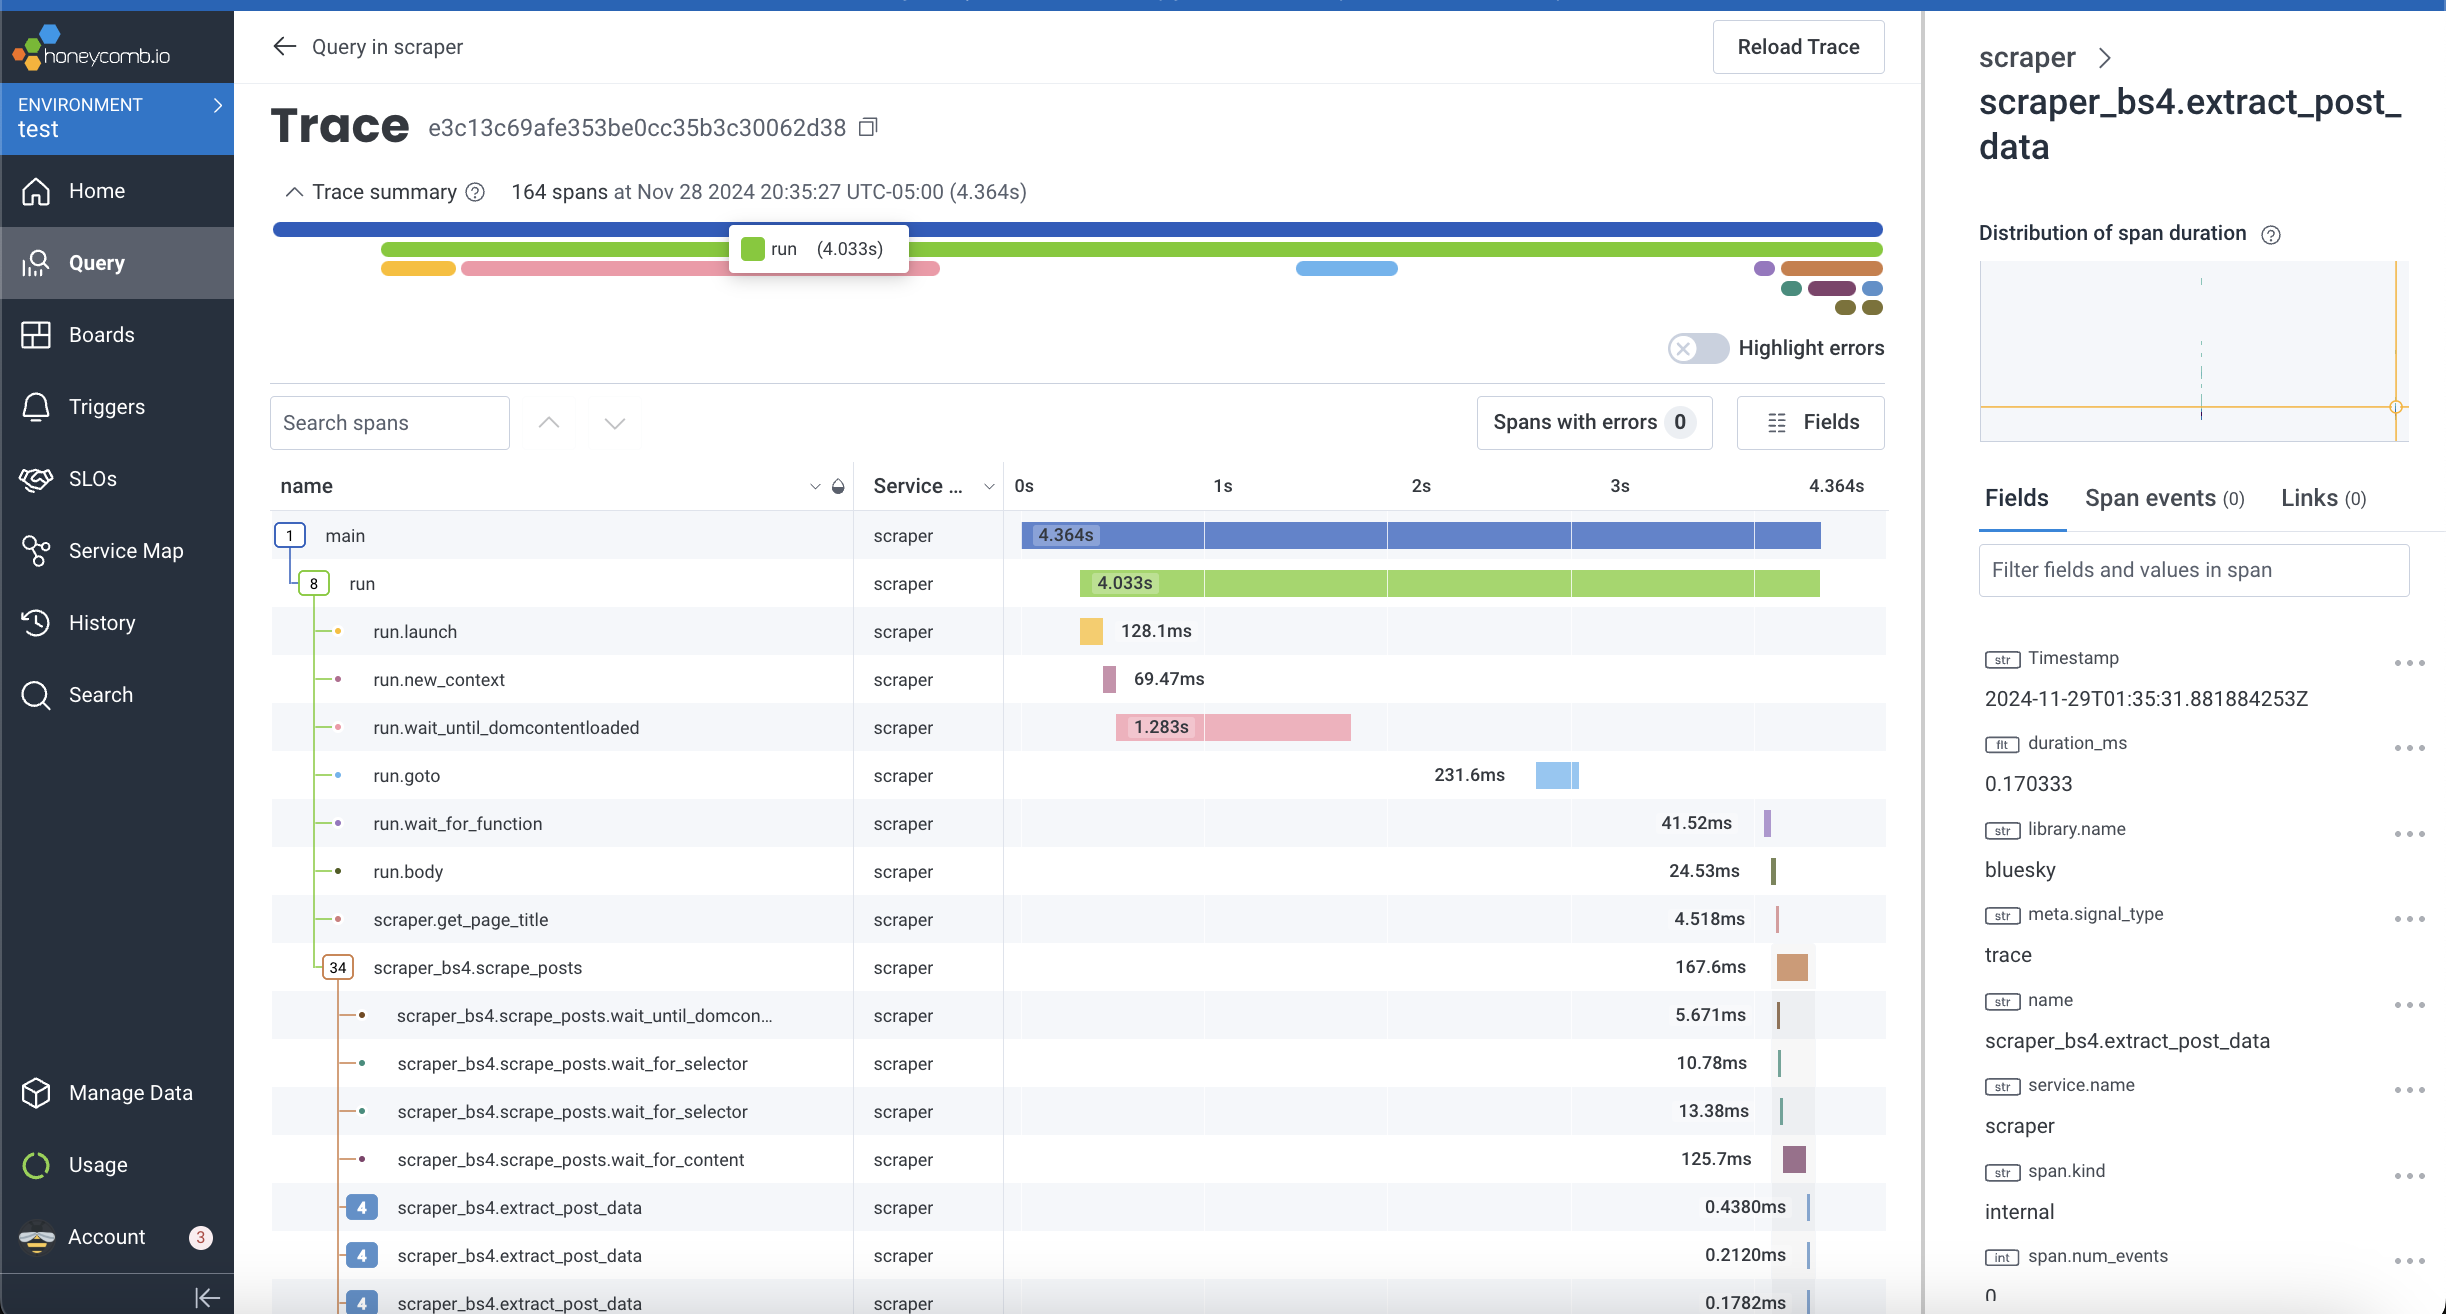 honeycomb.io
ENVIRONMENT
test
Home
Query
Boards
Triggers
SLOs
Service Map
History
Search
Manage Data
Usage
Account 3
Query in scraper
Reload Trace
Trace e3c13c69afe353be0cc35b3c30062d38
Trace summary ? 164 spans at Nov 28 2024 20:35:27 UTC-05:00 (4.364s)
run (4.033s)
Highlight errors
Search spans
Spans with errors 0
Fields
name Service ... 0s 1s 2s 3s 4.364s
1 main scraper 4.364s
8 run scraper 4.033s
run.launch scraper 128.1ms
run.new_context scraper 69.47ms
run.wait_until_domcontentloaded scraper 1.283s
run.goto scraper 231.6ms
run.wait_for_function scraper 41.52ms
run.body scraper 24.53ms
scraper.get_page_title scraper 4.518ms
34 scraper_bs4.scrape_posts scraper 167.6ms
scraper_bs4.scrape_posts.wait_until_domcon... scraper 5.671ms
scraper_bs4.scrape_posts.wait_for_selector scraper 10.78ms
scraper_bs4.scrape_posts.wait_for_selector scraper 13.38ms
scraper_bs4.scrape_posts.wait_for_content scraper 125.7ms
4 scraper_bs4.extract_post_data scraper 0.4380ms
4 scraper_bs4.extract_post_data scraper 0.2120ms
4 scraper_bs4.extract_post_data scraper 0.1782ms
scraper
scraper_bs4.extract_post_
data
Distribution of span duration ?
Fields Span events (0) Links (0)
Filter fields and values in span
str Timestamp
2024-11-29T01:35:31.881884253Z
flt duration_ms
0.170333
str library.name
bluesky
str meta.signal_type
trace
str name
scraper_bs4.extract_post_data
str service.name
scraper
str span.kind
internal
int span.num_events
0